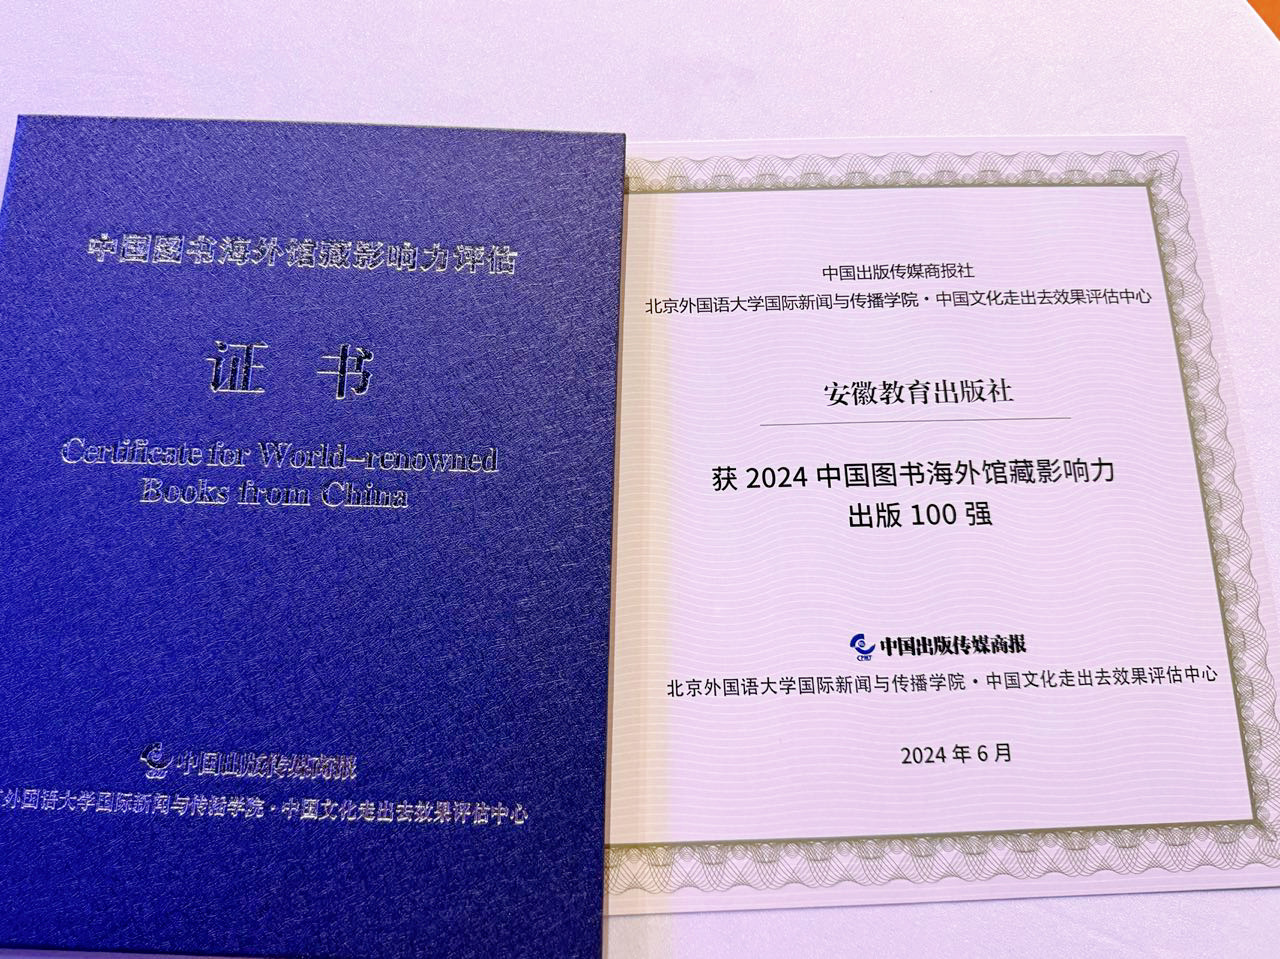 中国图书海外馆藏影响力评估
证 书
Certificate for World-renowned
Books from China
中国出版传媒商报
外国语大学国际新闻与传播学院·中国文化走出去效果评估中心
中国出版传媒商报社
北京外国语大学国际新闻与传播学院·中国文化走出去效果评估中心
安徽教育出版社
获 2024 中国图书海外馆藏影响力
出版 100 强
中国出版传媒商报
北京外国语大学国际新闻与传播学院·中国文化走出去效果评估中心
2024 年 6 月